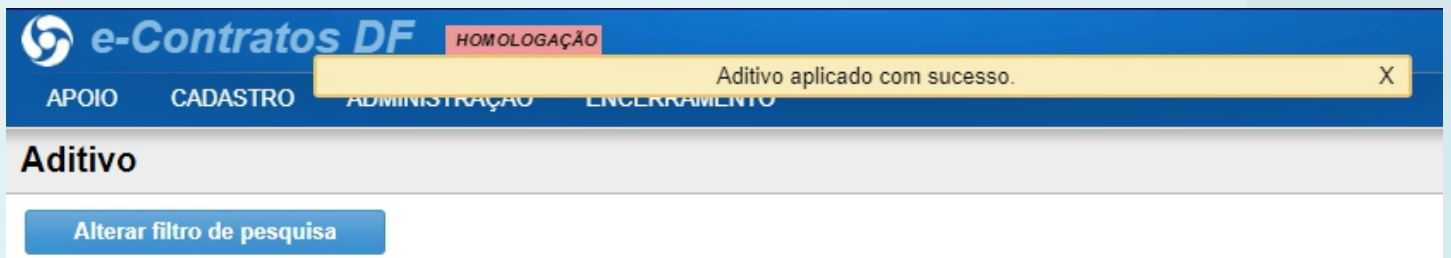 e-Contratos DF HOMOLOGAÇÃO
Aditivo aplicado com sucesso. X
APOIO CADASTRO ADMINISTRAÇÃO ENCERRAMENTO
Aditivo
Alterar filtro de pesquisa